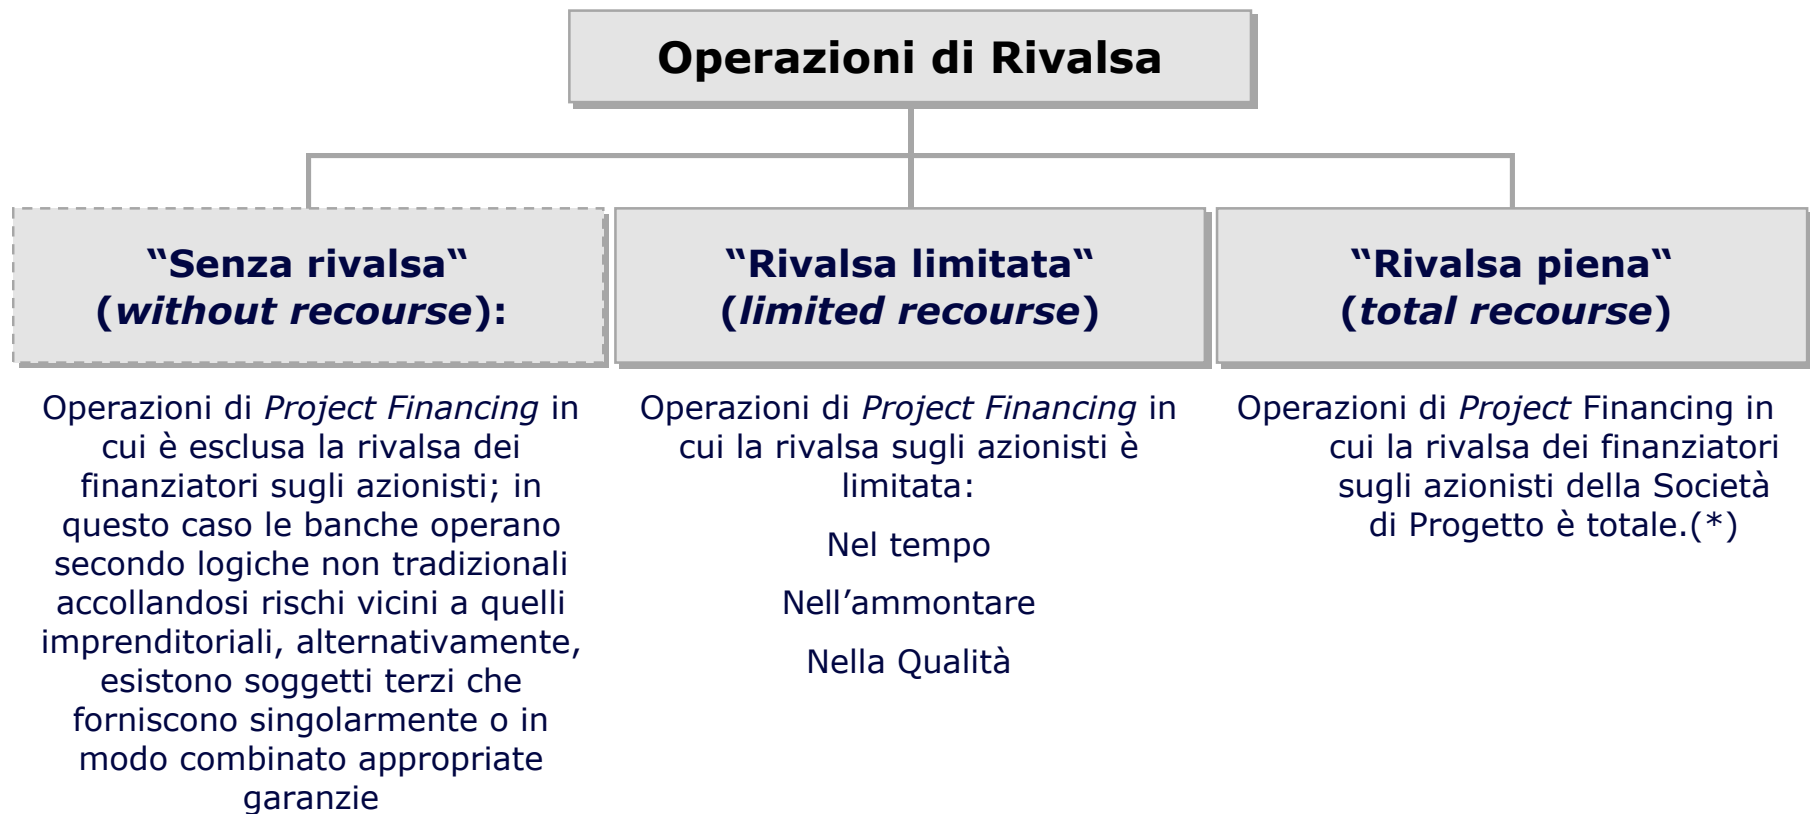 Operazioni di Rivalsa
“Senza rivalsa“
(without recourse):
Operazioni di Project Financing in
cui è esclusa la rivalsa dei
finanziatori sugli azionisti; in
questo caso le banche operano
secondo logiche non tradizionali
accollandosi rischi vicini a quelli
imprenditoriali, alternativamente,
esistono soggetti terzi che
forniscono singolarmente o in
modo combinato appropriate
garanzie
“Rivalsa limitata“
(limited recourse)
Operazioni di Project Financing in
cui la rivalsa sugli azionisti è
limitata:
Nel tempo
Nell’ammontare
Nella Qualità
“Rivalsa piena“
(total recourse)
Operazioni di Project Financing in
cui la rivalsa dei finanziatori
sugli azionisti della Società
di Progetto è totale.(*)